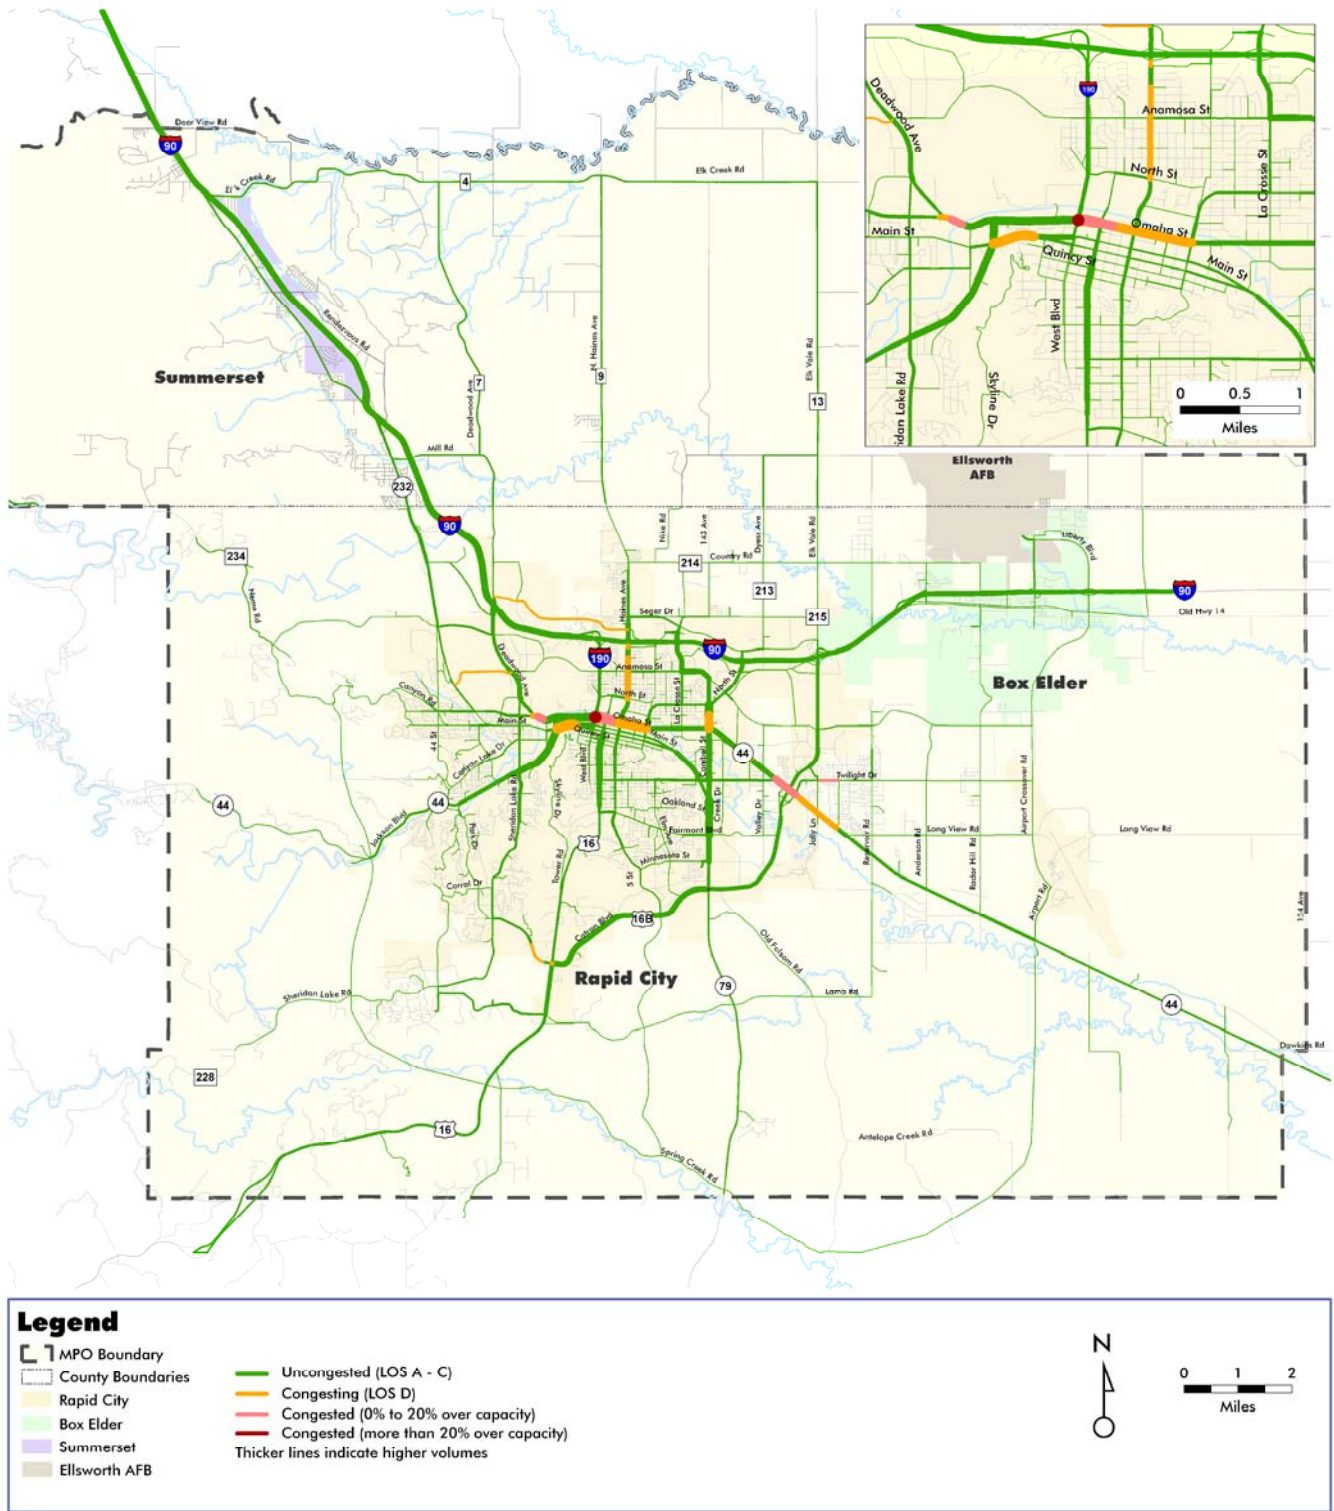 Door View Rd
90
Elk Creek Rd
4
Elk Creek Rd
Rendezvous Rd
Summerset
Deadwood Ave
7
N. Haines Ave
9
Elk Vale Rd
13
Mill Rd
232
90
Deadwood Ave
190
Anamosa St
North St
La Crosse St
Main St
Omaha St
Quincy St
Main St
West Blvd
Skyline Dr
idan Lake Rd
0 0.5 1
Miles
Ellsworth
AFB
Nike Rd
143 Ave
Dyess Ave
Elk Vale Rd
Country Rd
Liberty Blvd
234
214
213
90
Old Hwy 14
Nemo Rd
Haines Ave
Seger Dr
215
190
90
Deadwood Ave
Anamosa St
North St
La Crosse St
North St
Box Elder
Canyon Rd
Main St
Omaha St
Quincy St
Main St
44 St
Canyon Lake Dr
West Blvd
Cambell St
44
Twilight Dr
44
44
Jackson Blvd
Park Dr
Sheridan Lake Rd
Skyline Dr
Oakland St
Elm Ave
Fairmont Blvd
Creek Dr
Valley Dr
Jolly Ln
Reservoir Rd
Anderson Rd
Long View Rd
Radar Hill Rd
Airport Crossover Rd
Long View Rd
16
Minnesota St
5 St
Tower Rd
Corral Dr
Airport Rd
154 Ave
Catron Blvd
16B
Old Folsom Rd
Rapid City
79
Lamb Rd
Sheridan Lake Rd
44
Dawkins Rd
228
16
Spring Creek Rd
Antelope Creek Rd
Legend
MPO Boundary
County Boundaries
Rapid City
Box Elder
Summerset
Ellsworth AFB
Uncongested (LOS A - C)
Congesting (LOS D)
Congested (0% to 20% over capacity)
Congested (more than 20% over capacity)
Thicker lines indicate higher volumes
N
0 1 2
Miles